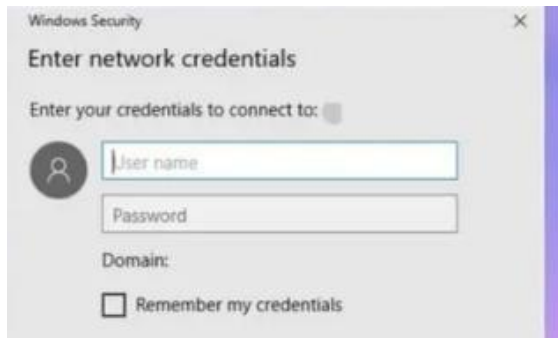 Windows Security
Enter network credentials
Enter your credentials to connect to:
User name
Password
Domain:
Remember my credentials